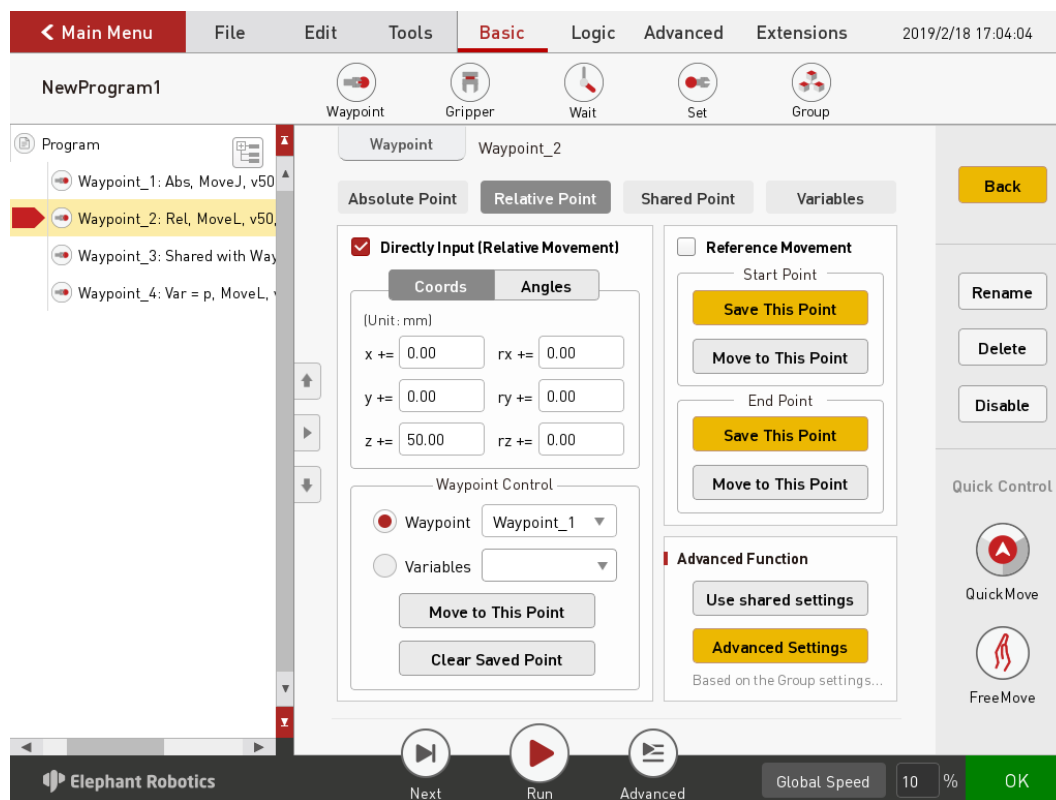 Main Menu File Edit Tools Basic Logic Advanced Extensions 2019/2/18 17:04:04
NewProgram1
Waypoint Gripper Wait Set Group
Program
Waypoint_1: Abs, MoveJ, v50
Waypoint_2: Rel, MoveL, v50,
Waypoint_3: Shared with Way
Waypoint_4: Var = p, MoveL,
Waypoint Waypoint_2
Absolute Point Relative Point Shared Point Variables
Directly Input (Relative Movement)
Coords Angles
(Unit: mm)
x += 0.00 rx += 0.00
y += 0.00 ry += 0.00
z += 50.00 rz += 0.00
Waypoint Control
Waypoint Waypoint_1
Variables
Move to This Point
Clear Saved Point
Reference Movement
Start Point
Save This Point
Move to This Point
End Point
Save This Point
Move to This Point
Advanced Function
Use shared settings
Advanced Settings
Based on the Group settings...
Back
Rename
Delete
Disable
Quick Control
QuickMove
FreeMove
Elephant Robotics
Next Run Advanced
Global Speed 10 % OK